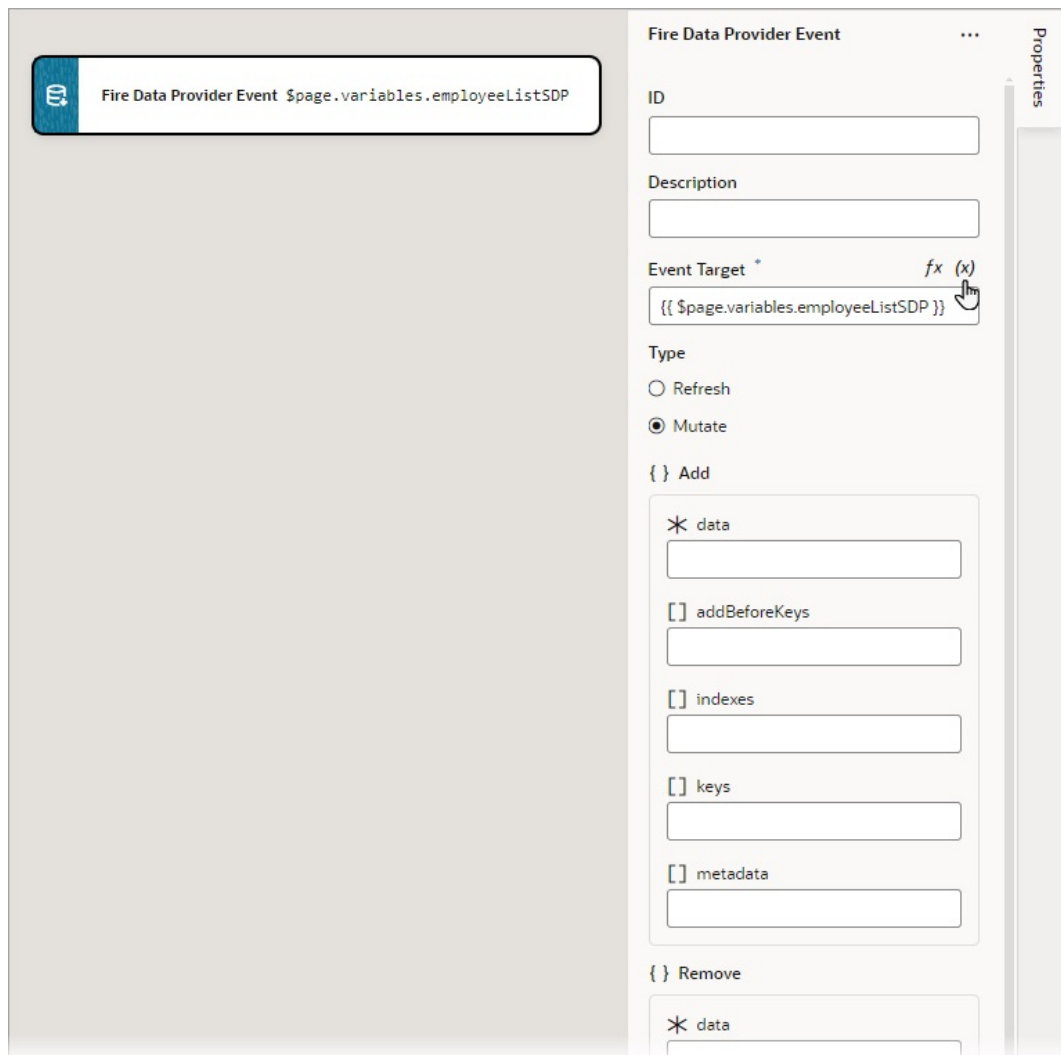 Fire Data Provider Event $page.variables.employeeListSDP
Fire Data Provider Event ...
Properties
ID
Description
Event Target * fx (x)
{{ $page.variables.employeeListSDP }}
Type
Refresh
Mutate
{ } Add
data
[ ] addBeforeKeys
[ ] indexes
[ ] keys
[ ] metadata
{ } Remove
data